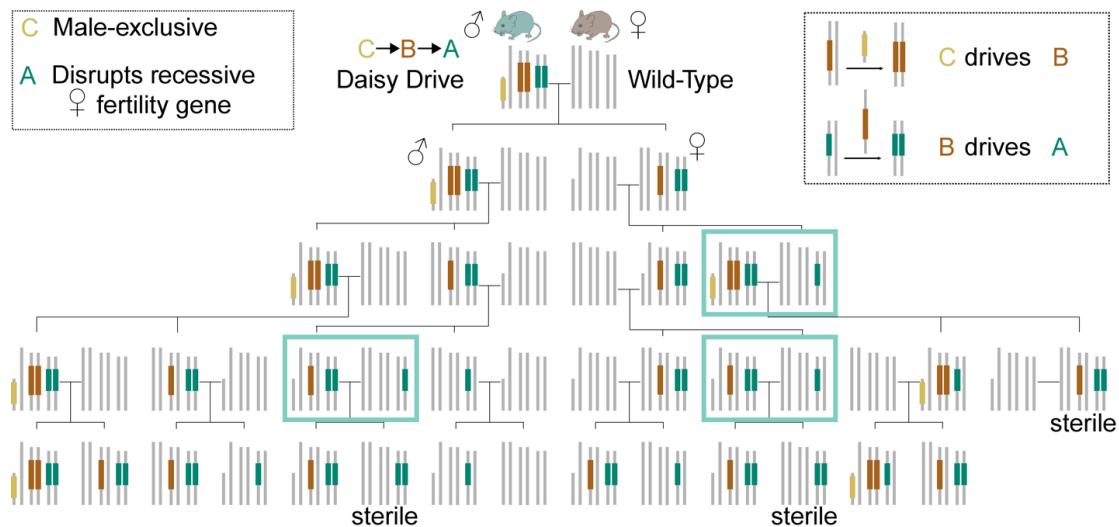 C Male-exclusive
A Disrupts recessive
♀ fertility gene
♂ ♀
C→B→A
Daisy Drive
Wild-Type
C drives B
B drives A
♂ ♀
sterile
sterile
sterile